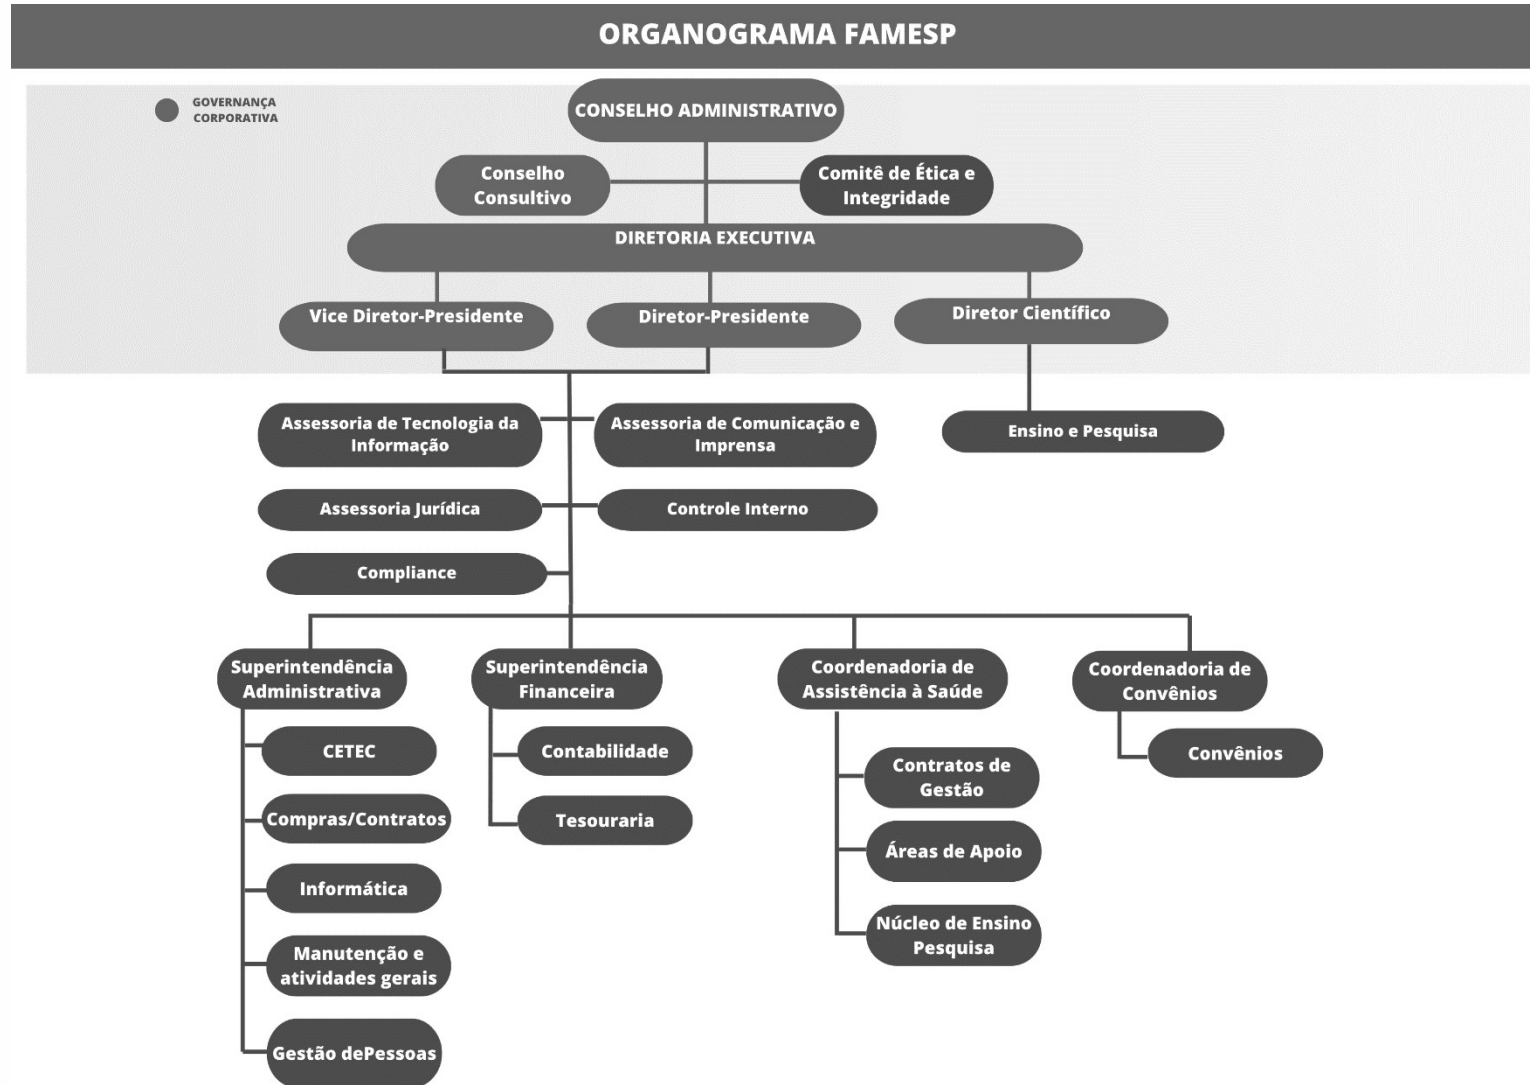 ORGANOGRAMA FAMESP
GOVERNANÇA
CORPORATIVA
CONSELHO ADMINISTRATIVO
Conselho
Consultivo
Comitê de Ética e
Integridade
DIRETORIA EXECUTIVA
Vice Diretor-Presidente
Diretor-Presidente
Diretor Científico
Assessoria de Tecnologia da
Informação
Assessoria de Comunicação e
Imprensa
Ensino e Pesquisa
Assessoria Jurídica
Controle Interno
Compliance
Superintendência
Administrativa
Superintendência
Financeira
Coordenadoria de
Assistência à Saúde
Coordenadoria de
Convênios
CETEC
Compras/Contratos
Informática
Manutenção e
atividades gerais
Gestão dePessoas
Contabilidade
Tesouraria
Contratos de
Gestão
Áreas de Apoio
Núcleo de Ensino
Pesquisa
Convênios